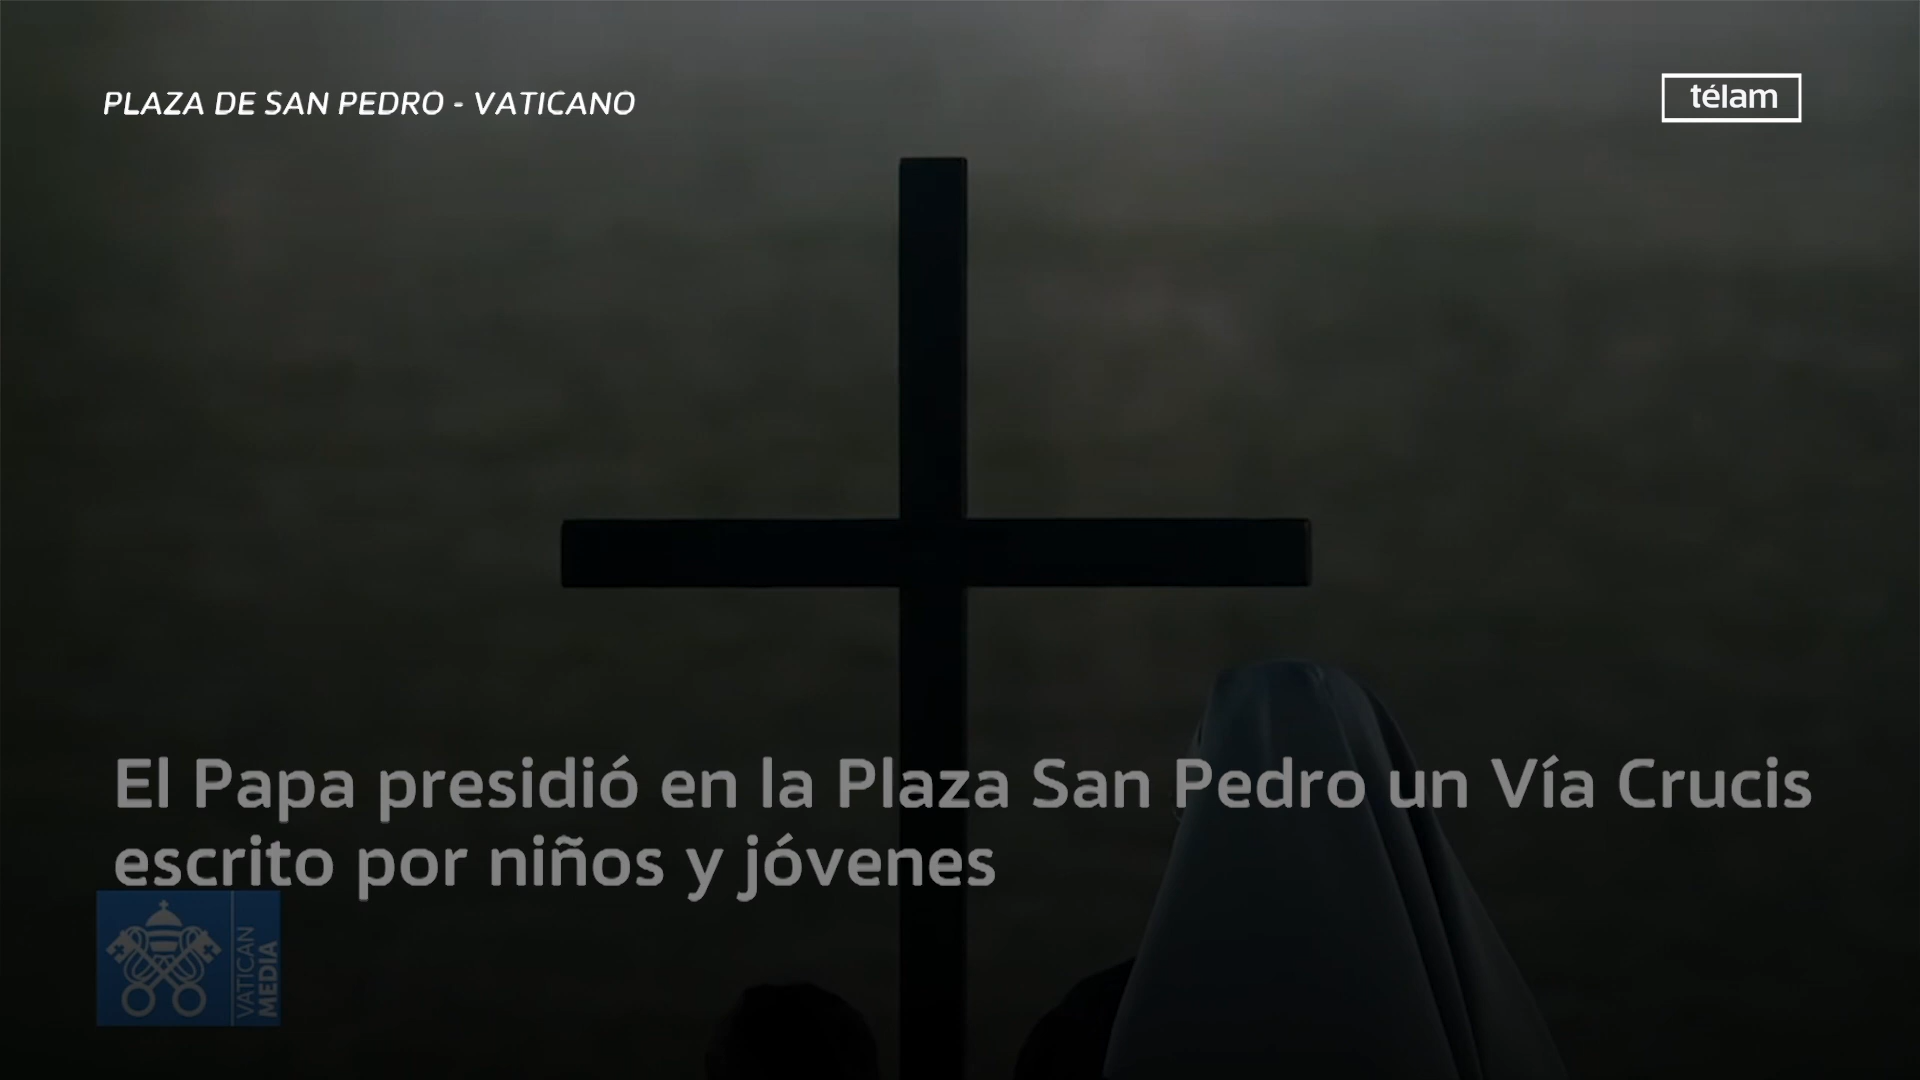 PLAZA DE SAN PEDRO - VATICANO
télam
El Papa presidió en la Plaza San Pedro un Vía Crucis
escrito por niños y jóvenes
VATICAN
MEDIA